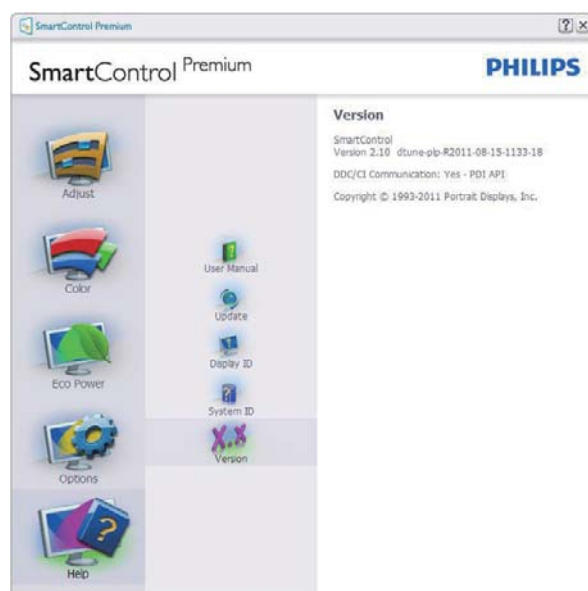 SmartControl Premium
SmartControl Premium
PHILIPS
Adjust
Color
Eco Power
Options
Help
User Manual
Update
Display ID
System ID
Version
Version
SmartControl
Version 2.10 dtune-plp-R2011-08-15-1133-18
DDC/CI Communication: Yes - PDI API
Copyright © 1993-2011 Portrait Displays, Inc.